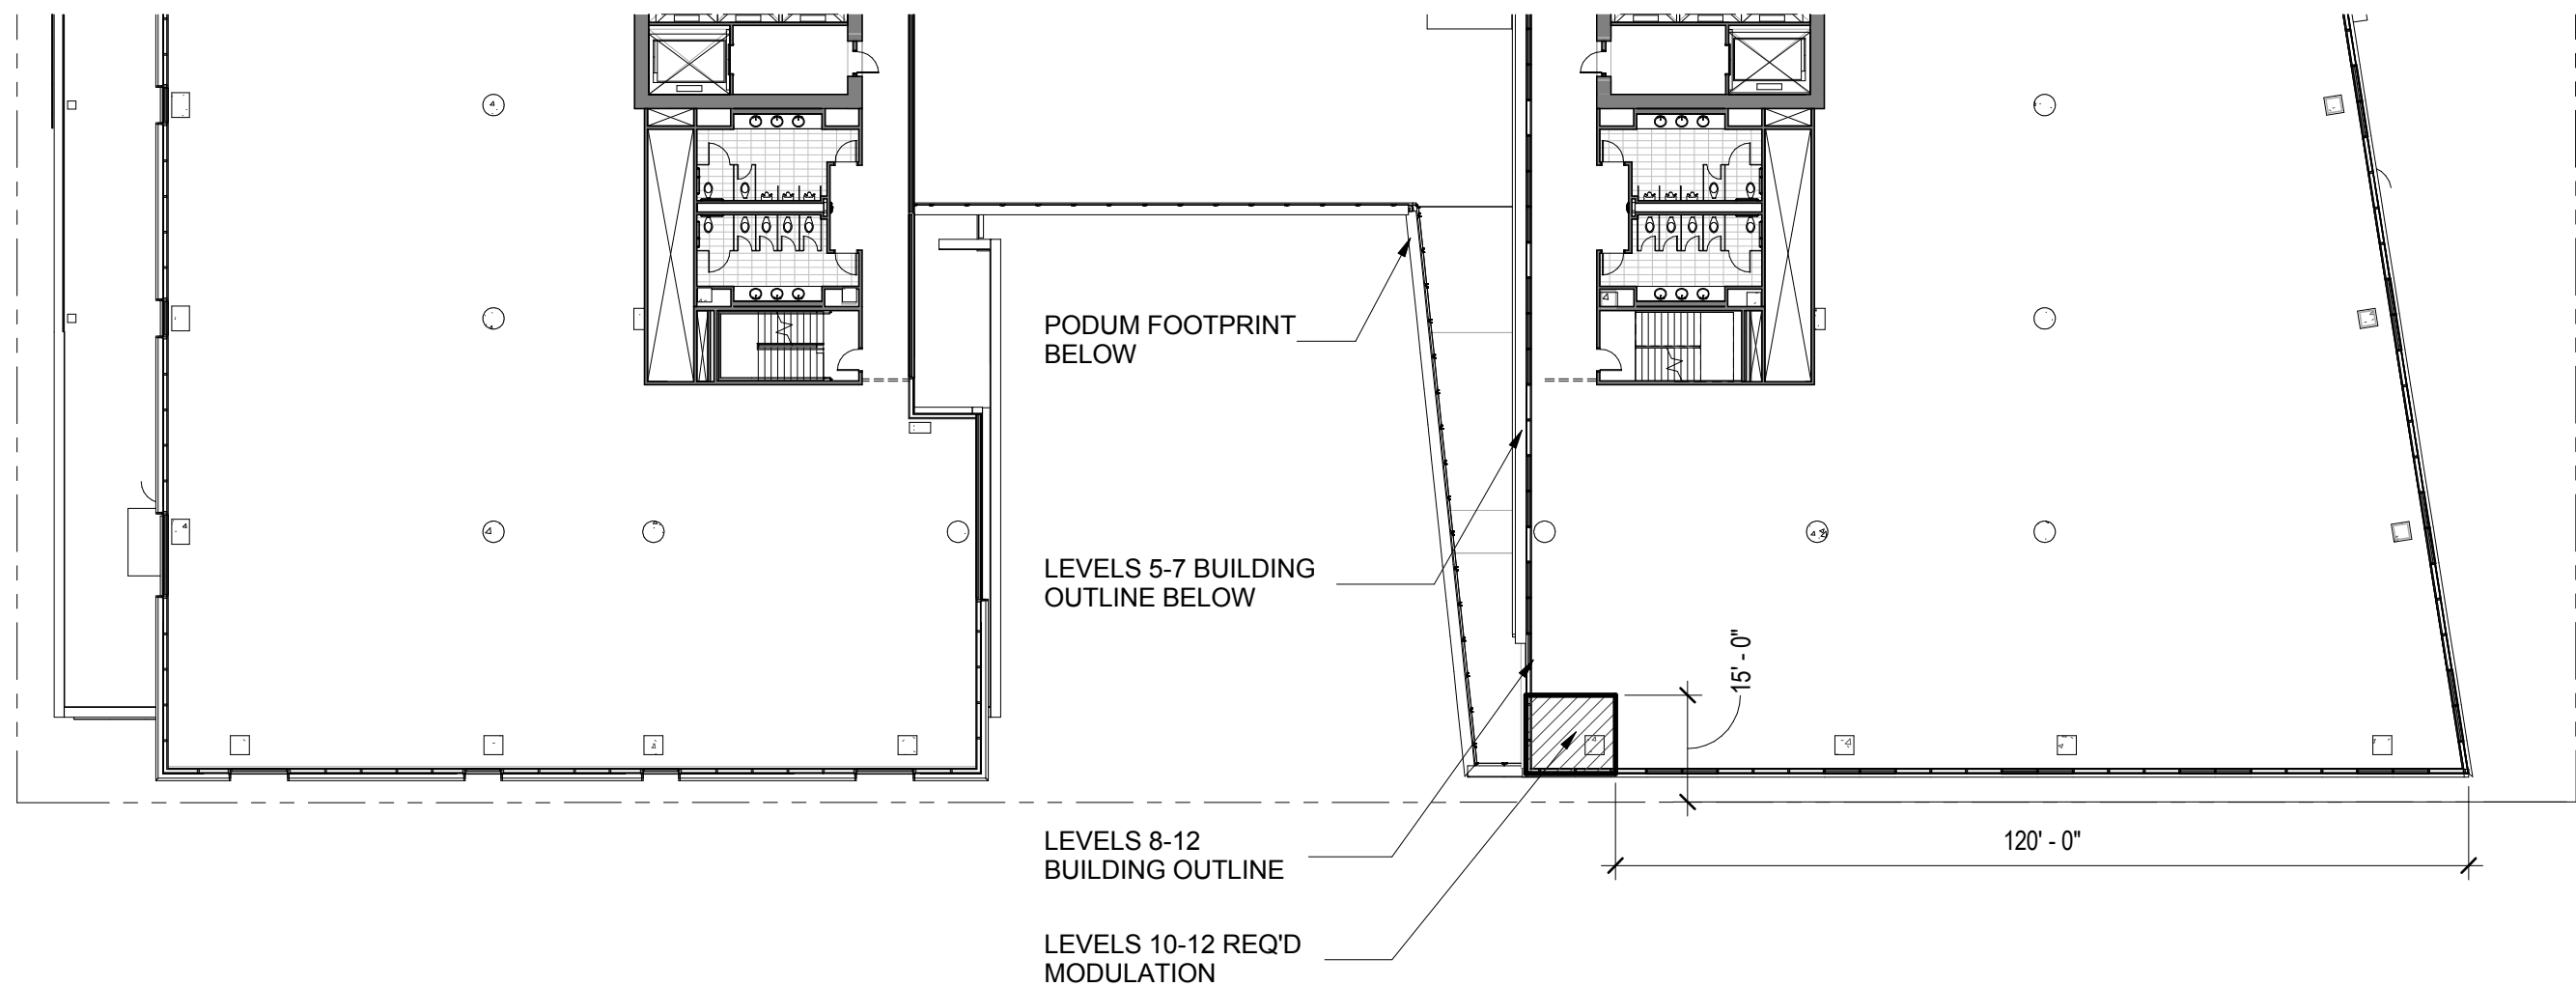 PODUM FOOTPRINT
BELOW
LEVELS 5-7 BUILDING
OUTLINE BELOW
15' - 0"
LEVELS 8-12
BUILDING OUTLINE
120' - 0"
LEVELS 10-12 REQ'D
MODULATION